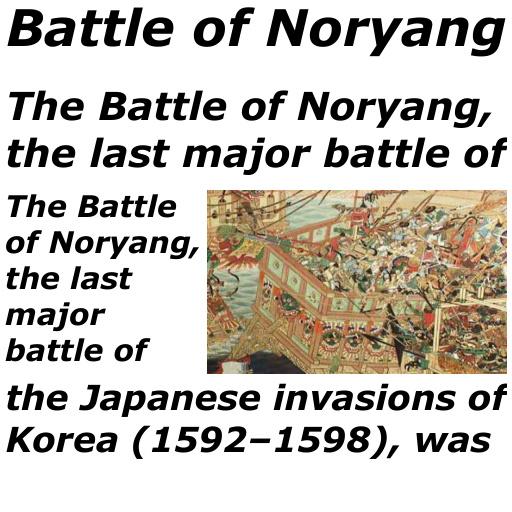 Battle of Noryang
The Battle of Noryang,
the last major battle of
The Battle
of Noryang,
the last
major
battle of
the Japanese invasions of
Korea (1592–1598), was